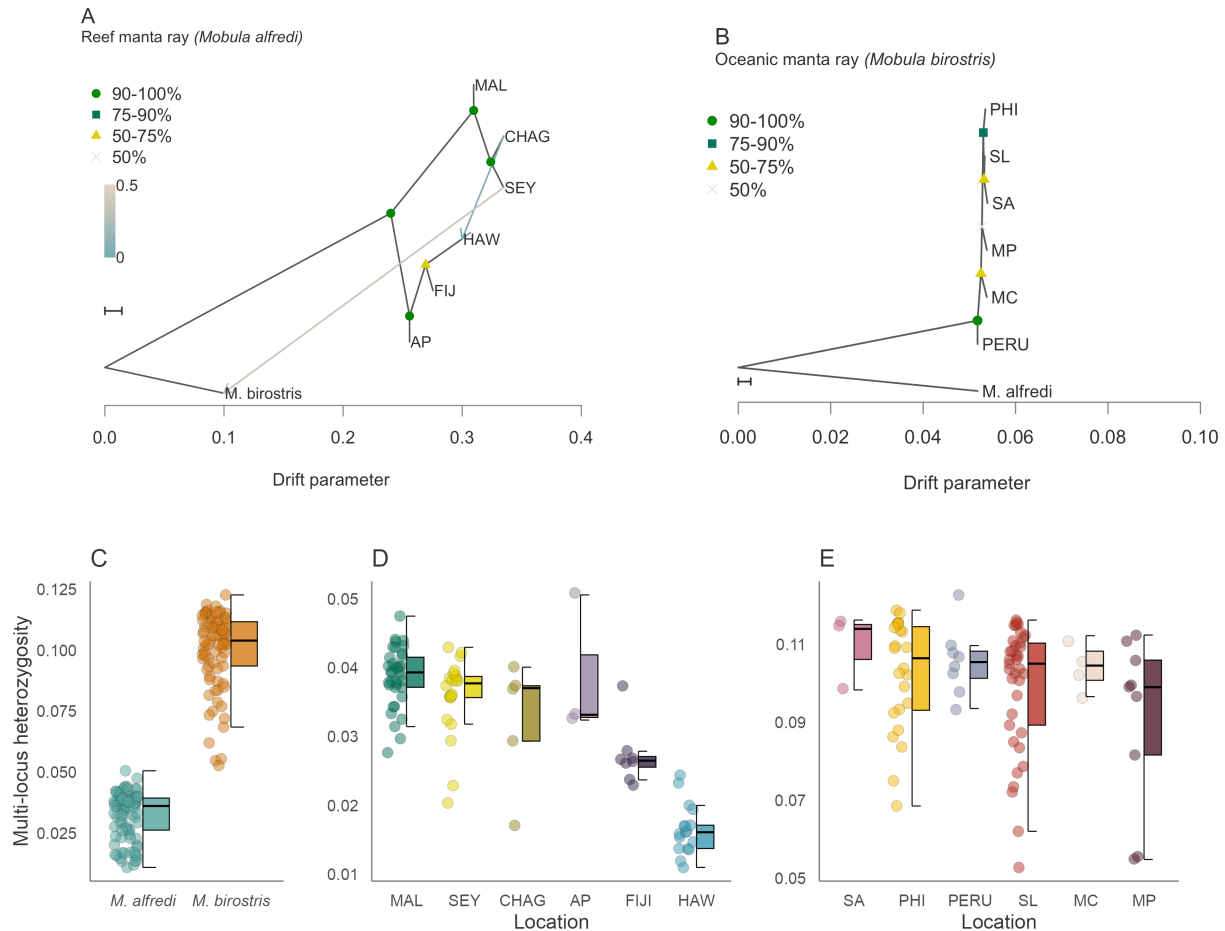 A
Reef manta ray (Mobula alfredi)
90-100%
75-90%
50-75%
50%
0.5
0
MAL
CHAG
SEY
HAW
FIJ
AP
M. birostris
0.0 0.1 0.2 0.3 0.4
Drift parameter
B
Oceanic manta ray (Mobula birostris)
90-100%
75-90%
50-75%
50%
PHI
SL
SA
MP
MC
PERU
M. alfredi
0.00 0.02 0.04 0.06 0.08 0.10
Drift parameter
C
Multi-locus heterozygosity
0.125
0.100
0.075
0.050
0.025
M. alfredi M. birostris
D
0.05
0.04
0.03
0.02
0.01
MAL SEY CHAG AP FIJI HAW
Location
E
0.11
0.09
0.07
0.05
SA PHI PERU SL MC MP
Location